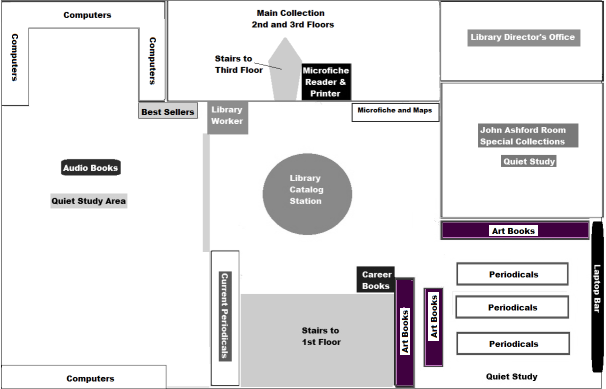 Computers
Computers
Computers
Main Collection
2nd and 3rd Floors
Stairs to
Third Floor
Microfiche
Reader &
Printer
Library Director's Office
Best Sellers
Library
Worker
Microfiche and Maps
John Ashford Room
Special Collections
Quiet Study
Audio Books
Quiet Study Area
Library
Catalog
Station
Art Books
Current Periodicals
Career
Books
Stairs to
1st Floor
Art Books
Art Books
Periodicals
Periodicals
Periodicals
Laptop Bar
Computers
Quiet Study